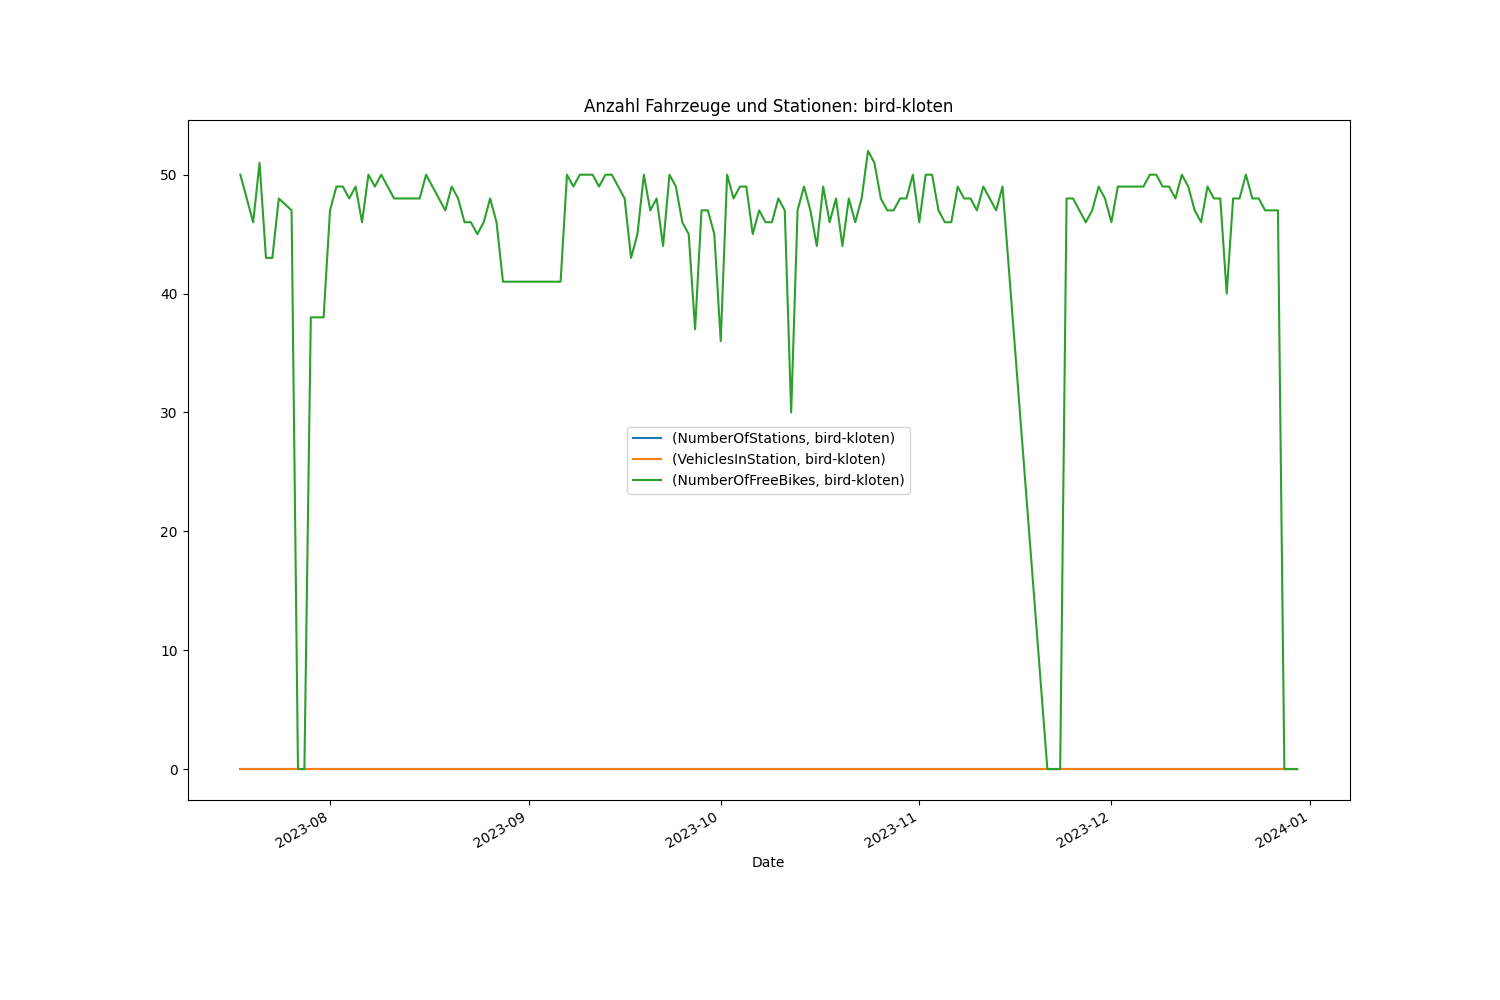 Anzahl Fahrzeuge und Stationen: bird-kloten
50
40
30
20
10
0
(NumberOfStations, bird-kloten)
(VehiclesInStation, bird-kloten)
(NumberOfFreeBikes, bird-kloten)
2023-08
2023-09
2023-10
2023-11
2023-12
2024-01
Date